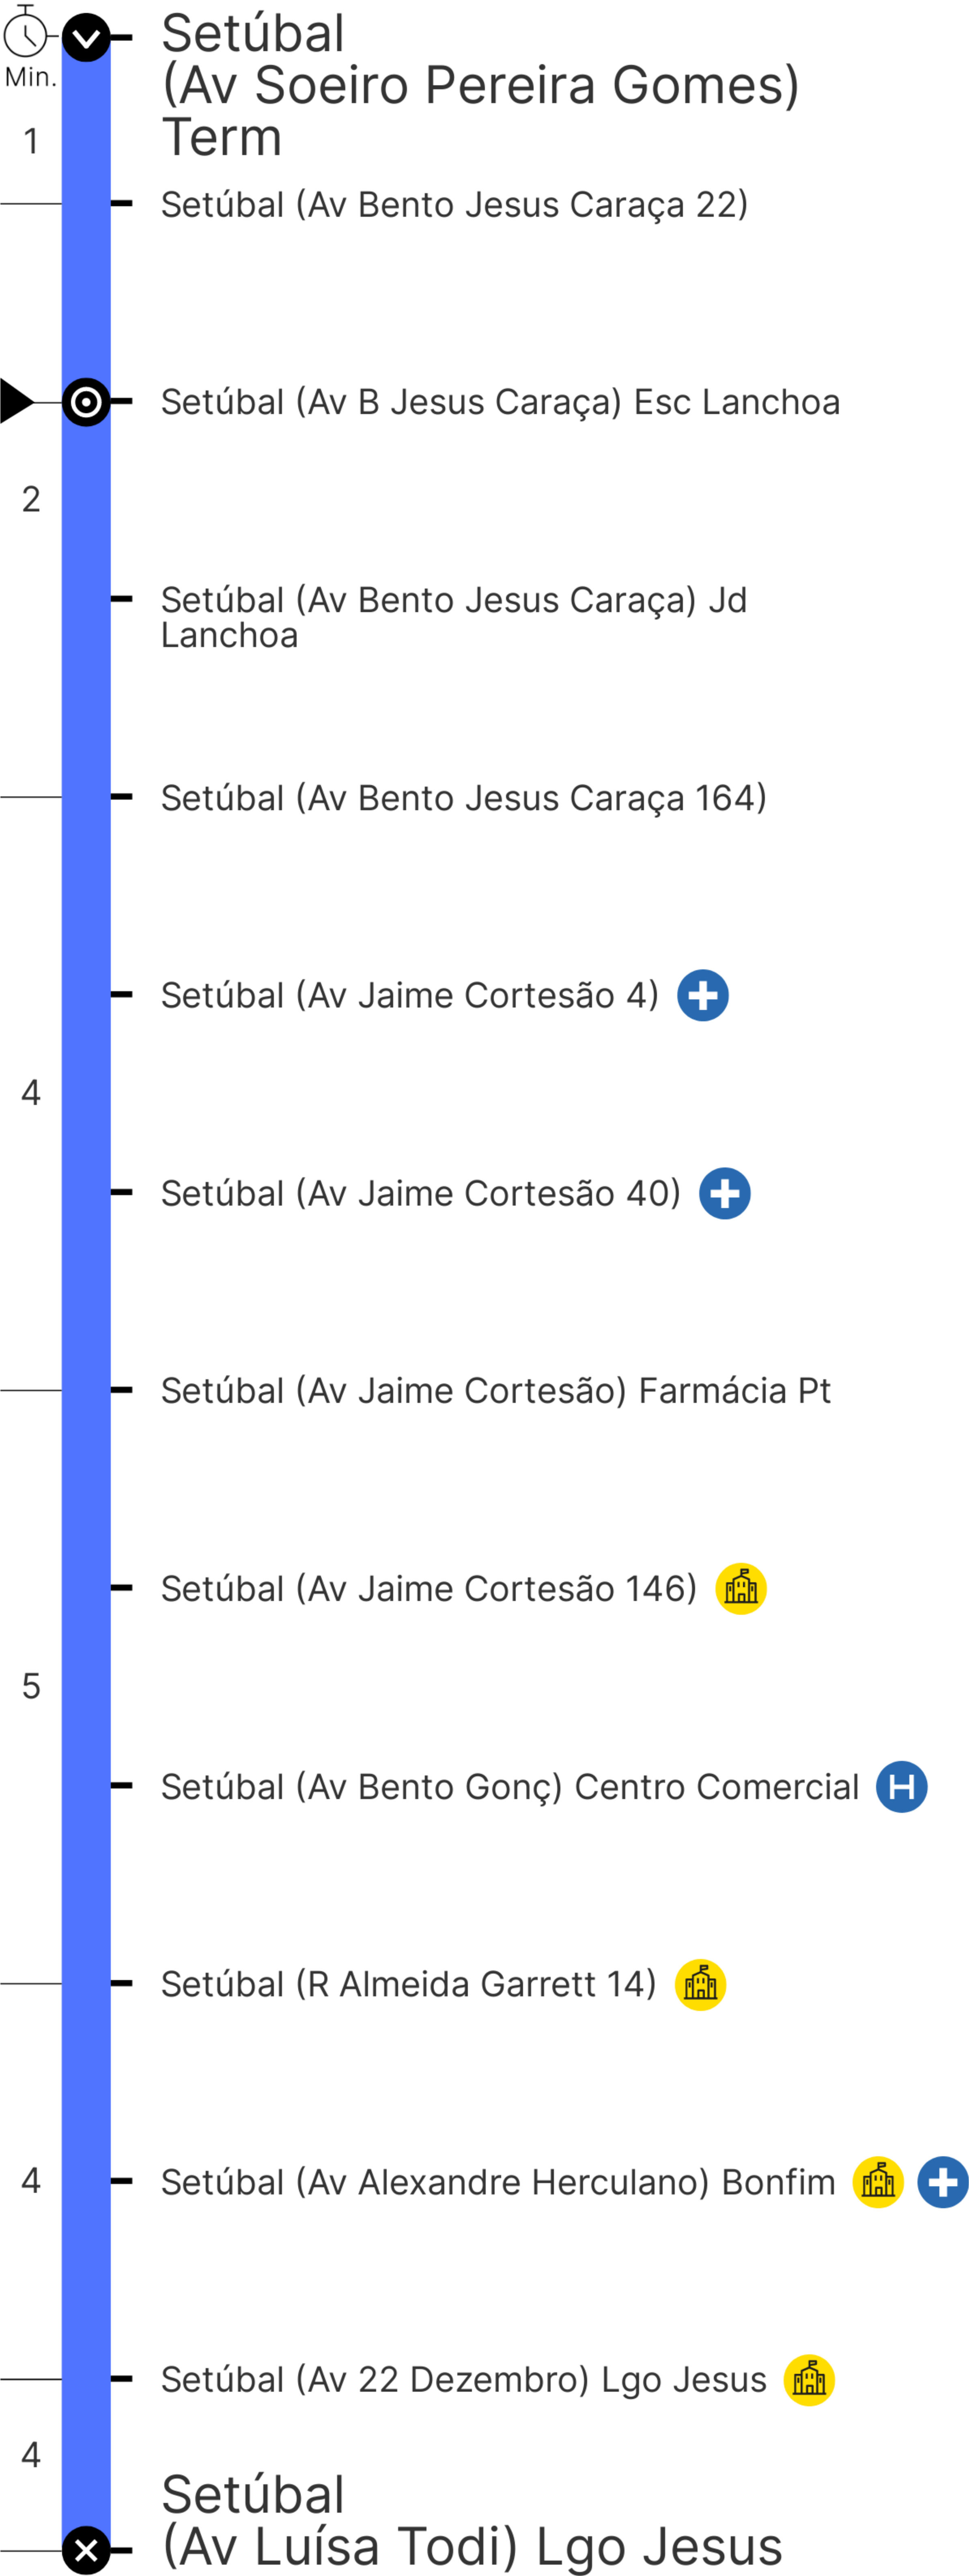 Setúbal
(Av Soeiro Pereira Gomes)
Term
Min.
1
Setúbal (Av Bento Jesus Caraça 22)
Setúbal (Av B Jesus Caraça) Esc Lanchoa
2
Setúbal (Av Bento Jesus Caraça) Jd
Lanchoa
Setúbal (Av Bento Jesus Caraça 164)
Setúbal (Av Jaime Cortesão 4)
4
Setúbal (Av Jaime Cortesão 40)
Setúbal (Av Jaime Cortesão) Farmácia Pt
Setúbal (Av Jaime Cortesão 146)
5
Setúbal (Av Bento Gonç) Centro Comercial H
Setúbal (R Almeida Garrett 14)
4
Setúbal (Av Alexandre Herculano) Bonfim
Setúbal (Av 22 Dezembro) Lgo Jesus
4
Setúbal
(Av Luísa Todi) Lgo Jesus